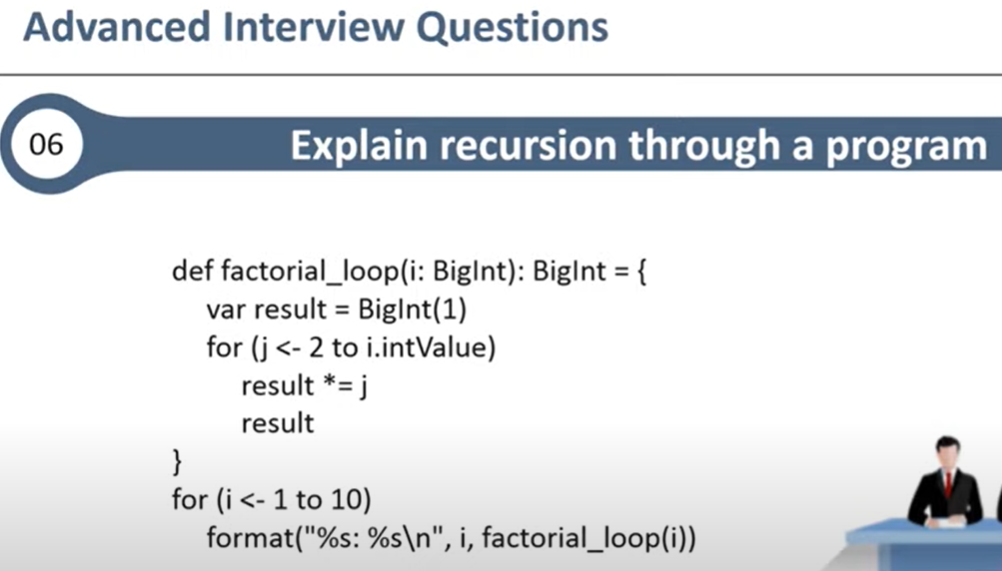 Advanced Interview Questions
06
Explain recursion through a program
def factorial_loop(i: BigInt): BigInt = {
var result = BigInt(1)
for (j <- 2 to i.intValue)
result *= j
result
}
for (i <- 1 to 10)
format("%s: %s\n", i, factorial_loop(i))